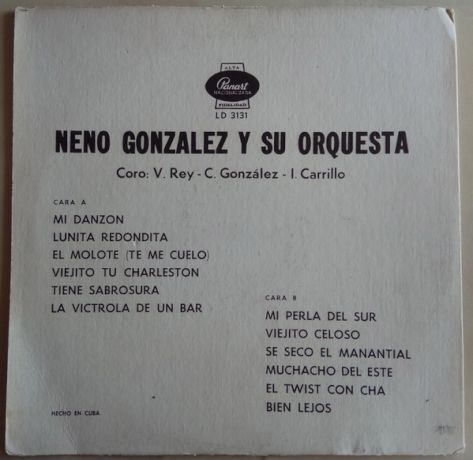 ALTA
Panart
NACIONALIZADA
FIDELIDAD
LD 3131
NENO GONZALEZ Y SU ORQUESTA
Coro: V. Rey - C. González - I. Carrillo
CARA A
MI DANZON
LUNITA REDONDITA
EL MOLOTE (TE ME CUELO)
VIEJITO TU CHARLESTON
TIENE SABROSURA
LA VICTROLA DE UN BAR
CARA B
MI PERLA DEL SUR
VIEJITO CELOSO
SE SECO EL MANANTIAL
MUCHACHO DEL ESTE
EL TWIST CON CHA
BIEN LEJOS
HECHO EN CUBA